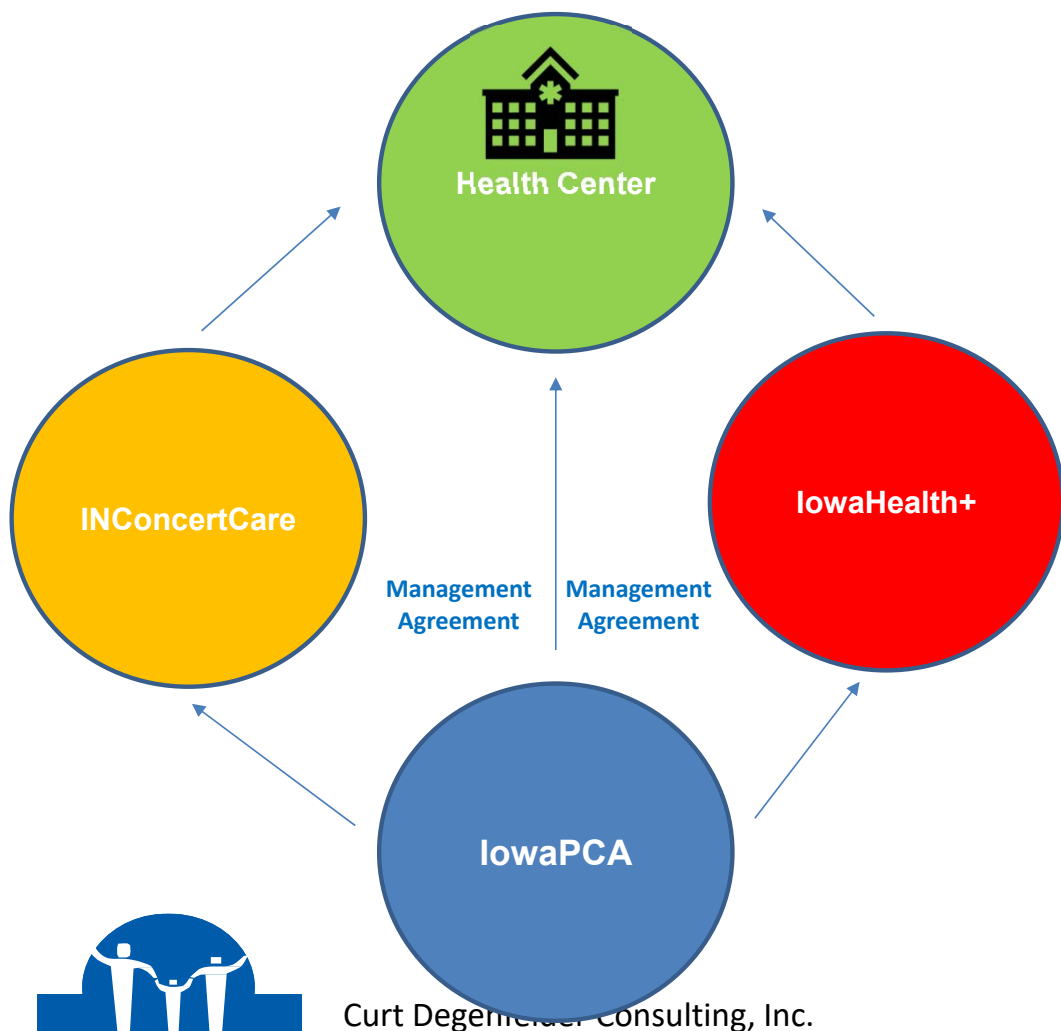 Health Center
INConcertCare
IowaHealth+
Management
Agreement
Management
Agreement
IowaPCA
Curt Degenfelder Consulting, Inc.